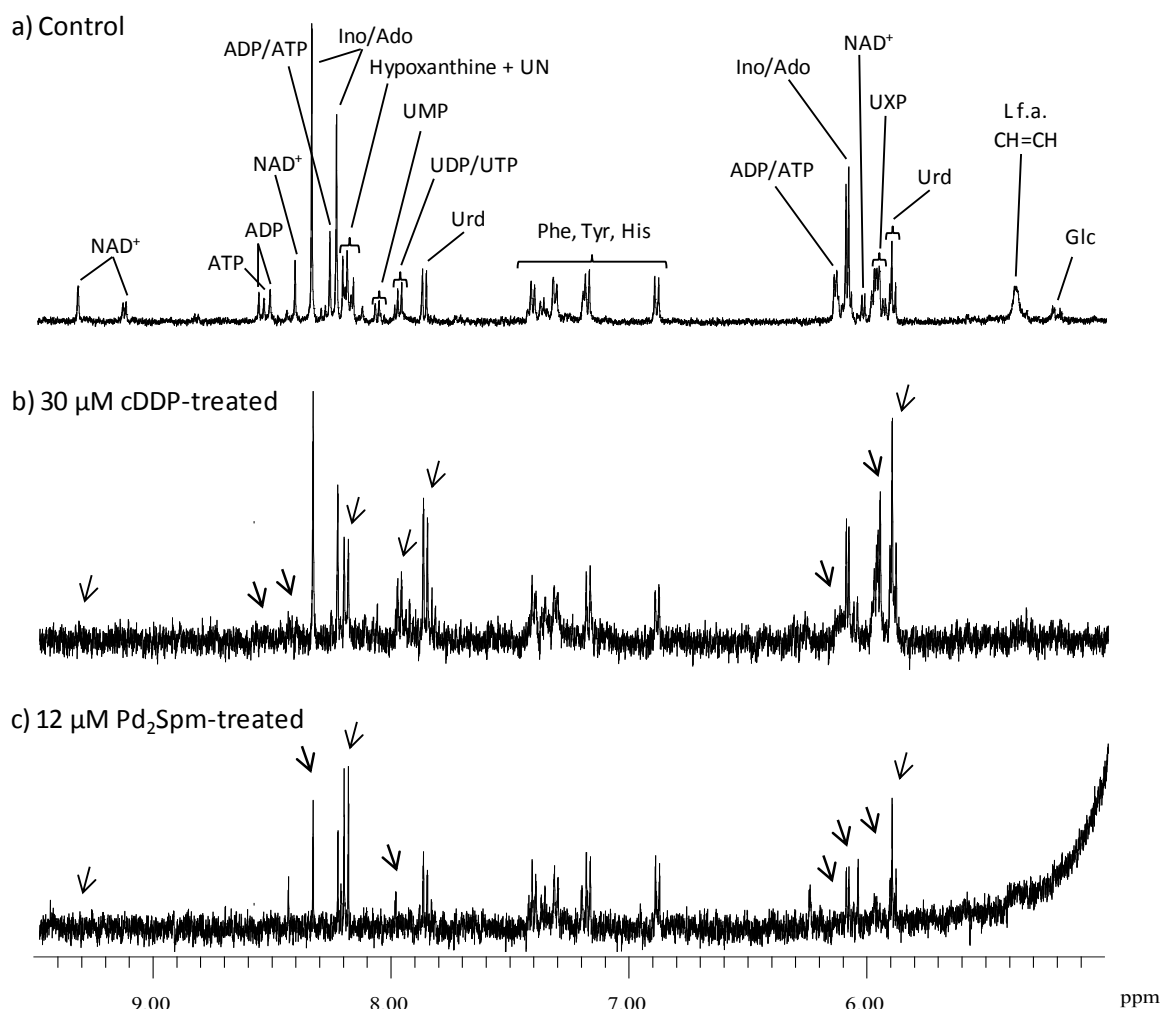 a) Control
ADP/ATP
Ino/Ado
Hypoxanthine + UN
NAD⁺
UMP
UDP/UTP
Urd
NAD⁺
ADP
ATP
Phe, Tyr, His
Ino/Ado
NAD⁺
UXP
ADP/ATP
Urd
L f.a.
CH=CH
Glc
b) 30 µM cDDP-treated
c) 12 µM Pd₂Spm-treated
9.00 8.00 7.00 6.00 ppm